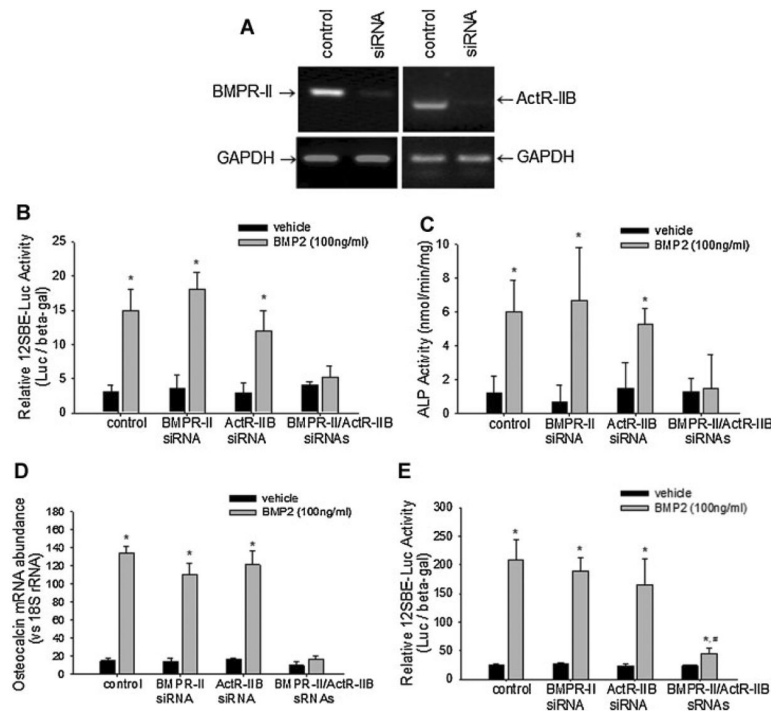 A
control
siRNA
control
siRNA
BMPR-II →
← ActR-IIB
GAPDH →
← GAPDH
B
vehicle
BMP2 (100ng/ml)
Relative 12SBE-Luc Activity
(Luc / beta-gal)
25
20
15
10
5
0
*
*
*
control
BMPR-II
siRNA
ActR-IIB
siRNA
BMPR-II/ActR-IIB
siRNAs
C
vehicle
BMP2 (100ng/ml)
ALP Activity (nmol/min/mg)
10
8
6
4
2
0
*
*
*
control
BMPR-II
siRNA
ActR-IIB
siRNA
BMPR-II/ActR-IIB
siRNAs
D
vehicle
BMP2 (100ng/ml)
Osteocalcin mRNA abundance
(vs 18S rRNA)
180
160
140
120
100
80
60
40
20
0
*
*
*
control
BMPR-II
siRNA
ActR-IIB
siRNA
BMPR-II/ActR-IIB
sRNAs
E
vehicle
BMP2 (100ng/ml)
Relative 12SBE-Luc Activity
(Luc / beta-gal)
300
250
200
150
100
50
0
*
*
*
*,#
control
BMPR-II
siRNA
ActR-IIB
siRNA
BMPR-II/ActR-IIB
sRNAs